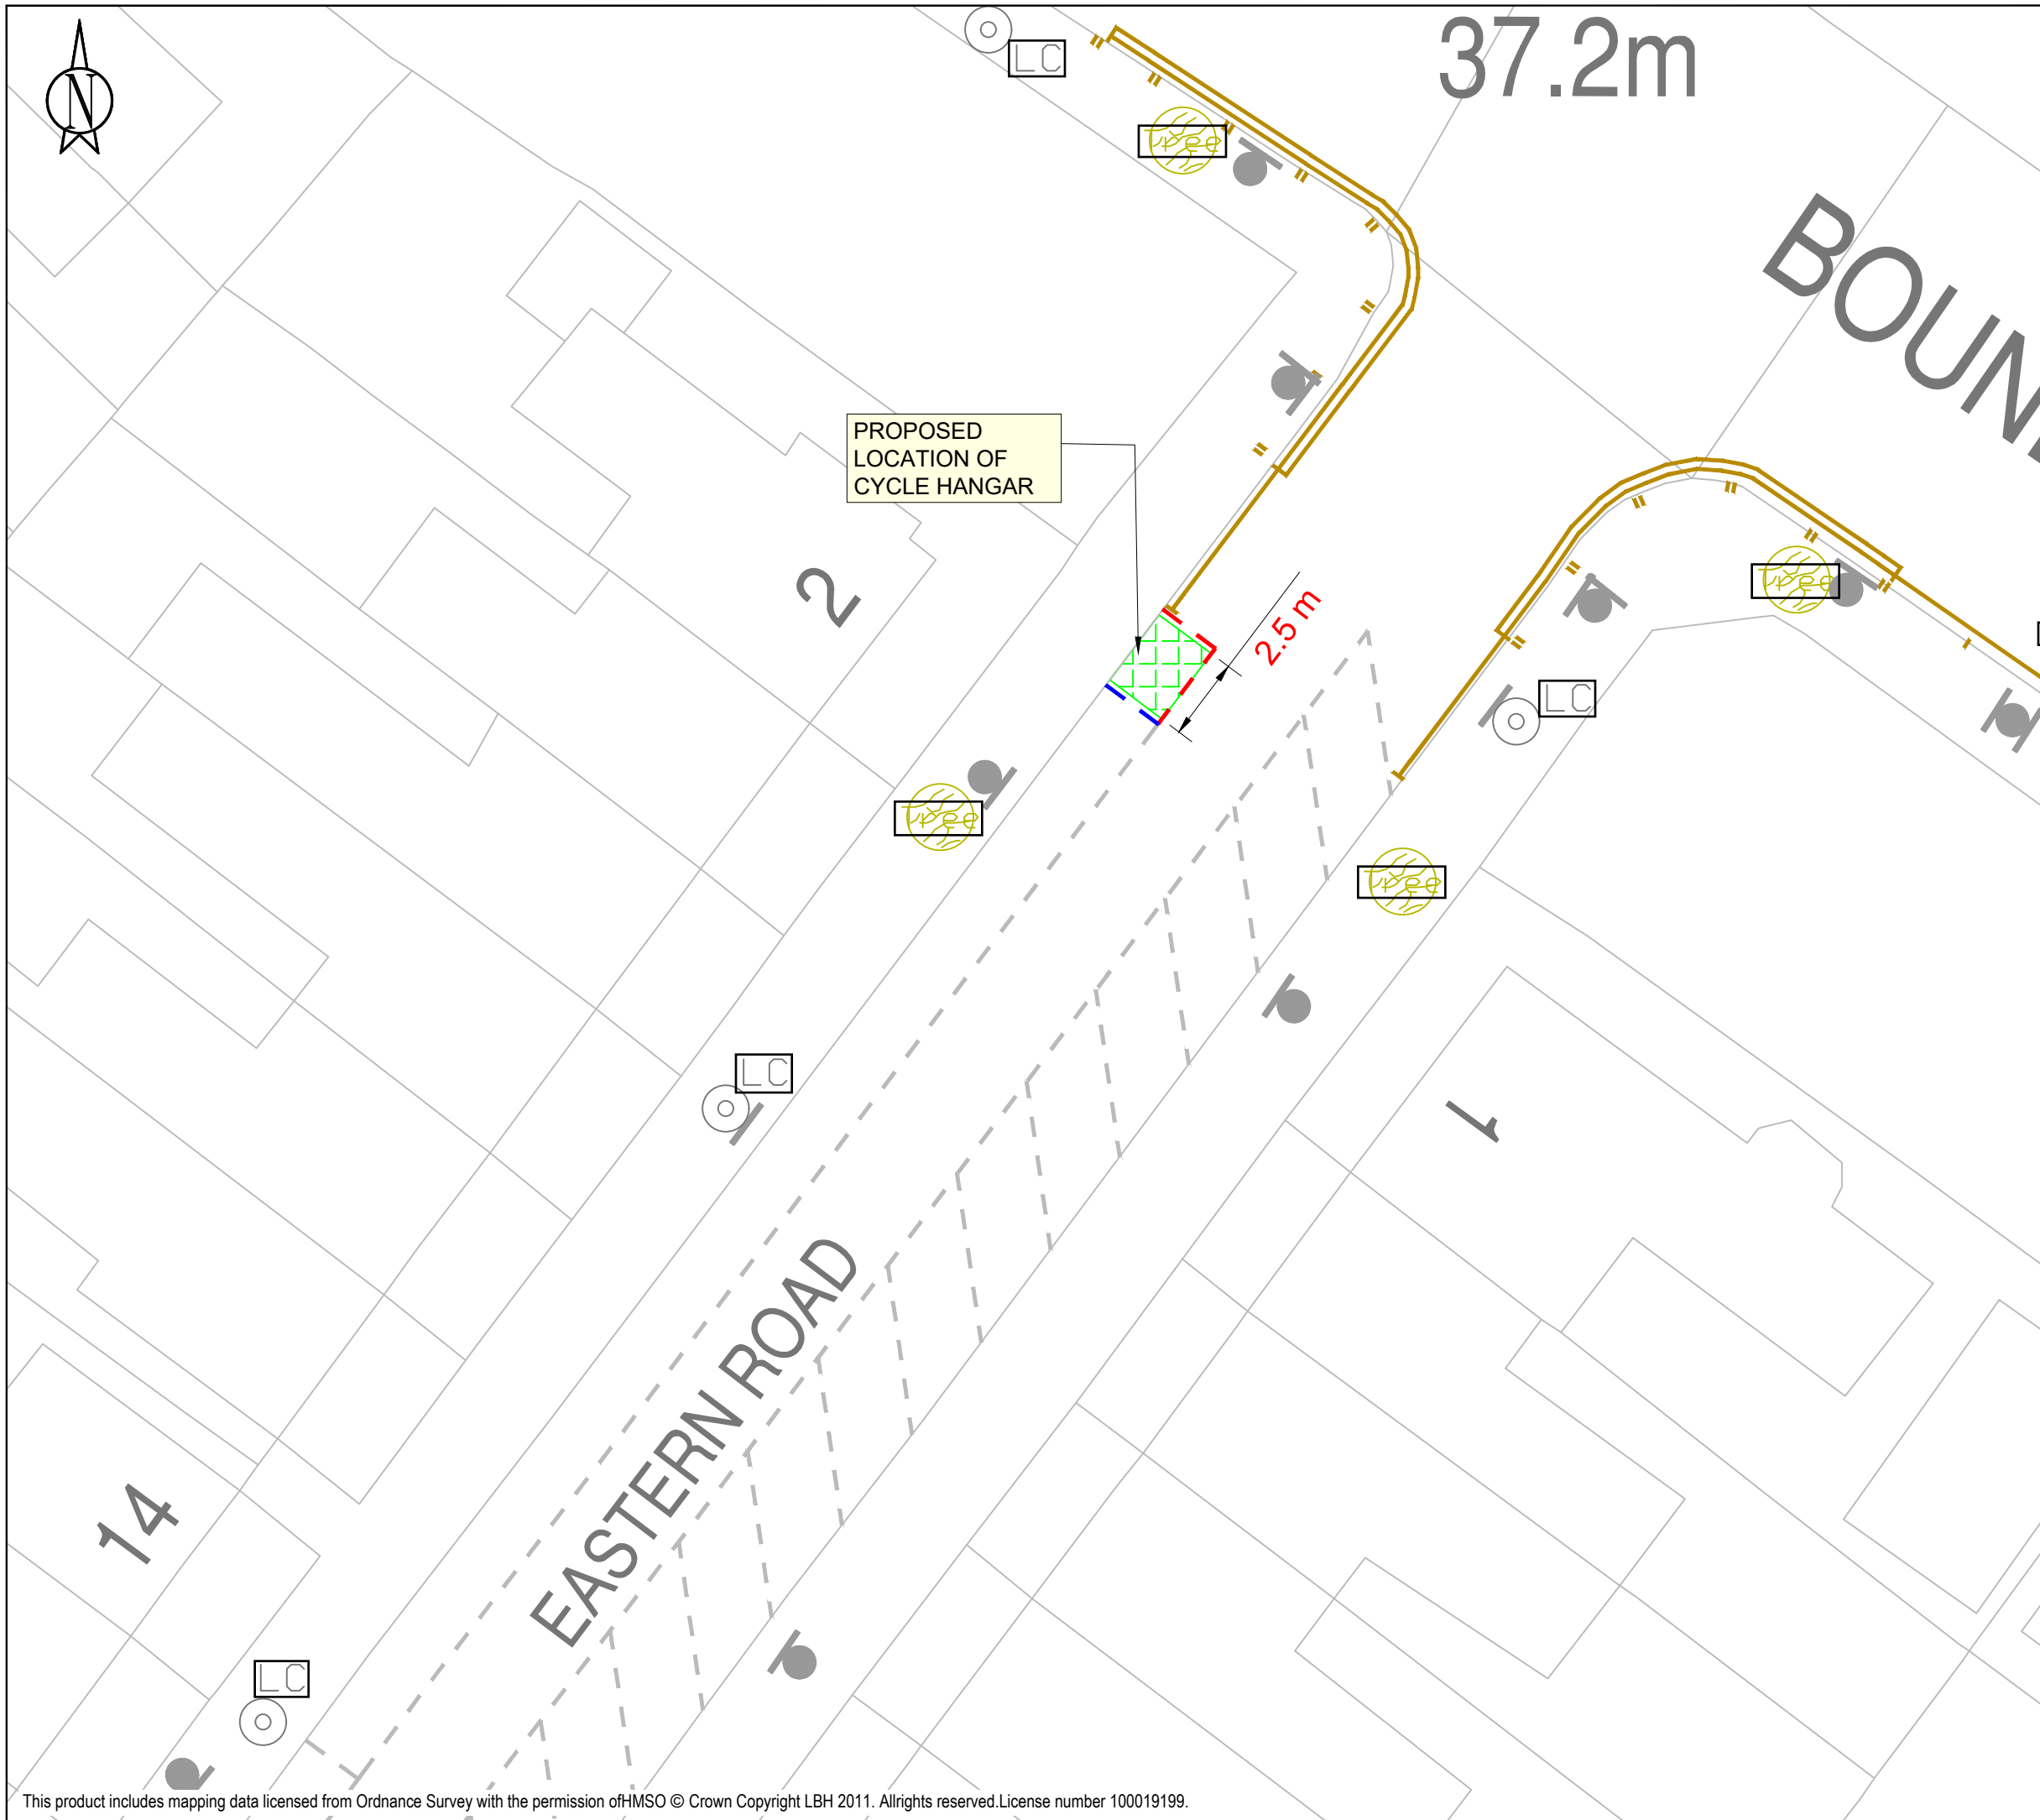 N
LC
37.2m
Tree
BOUN
PROPOSED
LOCATION OF
CYCLE HANGAR
2
2.5 m
Tree
LC
Tree
Tree
LC
1
EASTERN ROAD
14
LC
This product includes mapping data licensed from Ordnance Survey with the permission ofHMSO © Crown Copyright LBH 2011. Allrights reserved.License number 100019199.